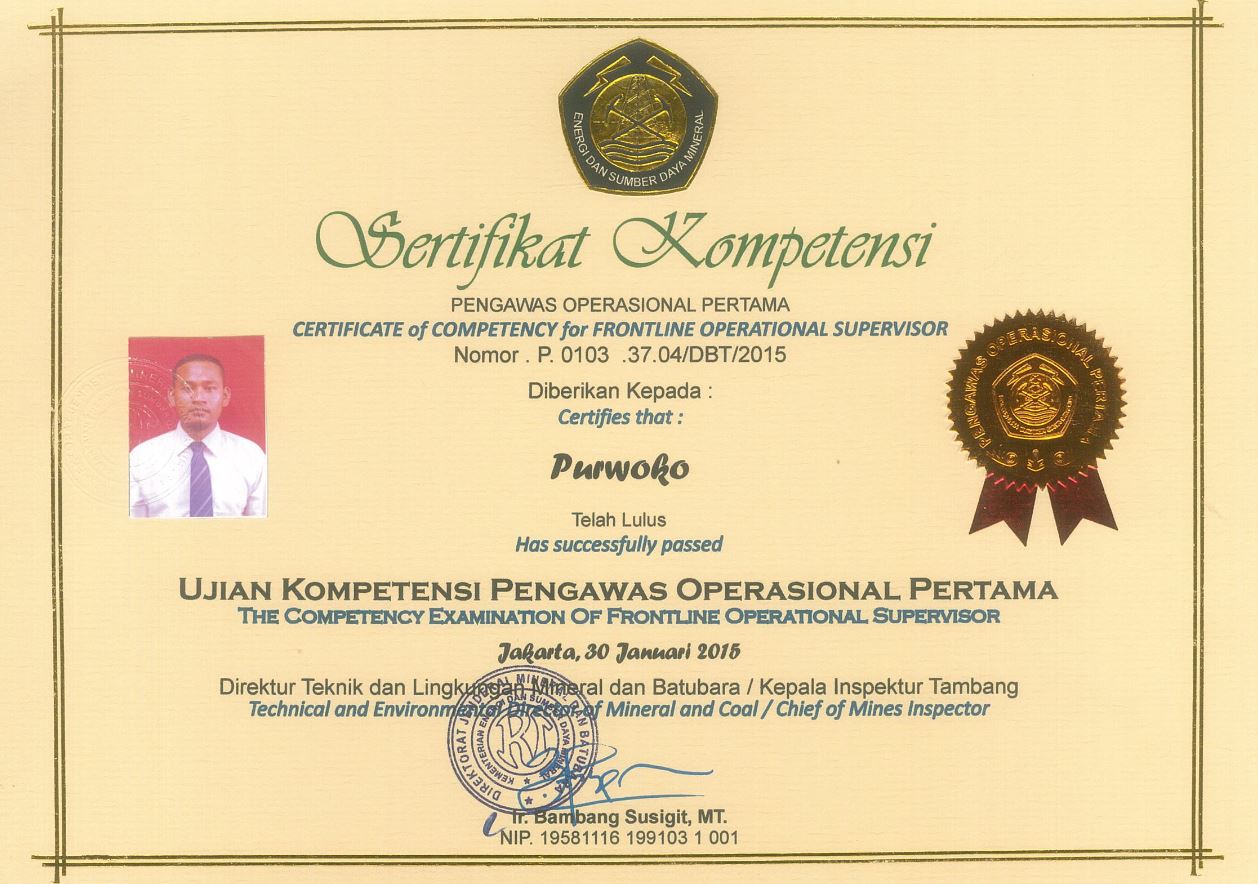 ENERGI DAN SUMBER DAYA MINERAL
Sertifikat Kompetensi
PENGAWAS OPERASIONAL PERTAMA
CERTIFICATE of COMPETENCY for FRONTLINE OPERATIONAL SUPERVISOR
Nomor . P. 0103 .37.04/DBT/2015
Diberikan Kepada :
Certifies that :
PENGAWAS OPERASIONAL PERTAMA
Purwoko
Telah Lulus
Has successfully passed
UJIAN KOMPETENSI PENGAWAS OPERASIONAL PERTAMA
THE COMPETENCY EXAMINATION OF FRONTLINE OPERATIONAL SUPERVISOR
Jakarta, 30 Januari 2015
Direktur Teknik dan Lingkungan Mineral dan Batubara / Kepala Inspektur Tambang
Technical and Environmental Director of Mineral and Coal / Chief of Mines Inspector
DIREKTORAT JENDERAL MINERAL DAN BATUBARA
KEMENTERIAN ENERGI DAN SUMBER DAYA MINERAL
RI
Ir. Bambang Susigit, MT.
NIP. 19581116 199103 1 001